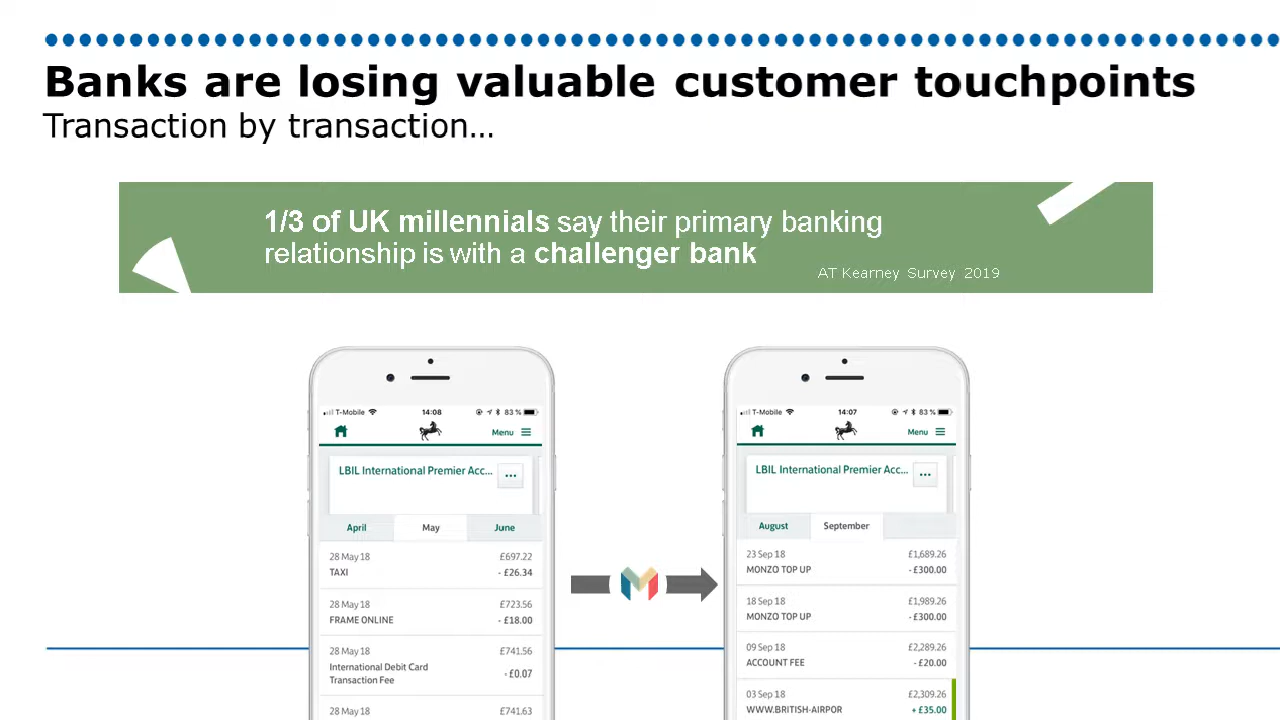 Banks are losing valuable customer touchpoints
Transaction by transaction…
1/3 of UK millennials say their primary banking
relationship is with a challenger bank
AT Kearney Survey 2019
T-Mobile 14:08 83 %
Menu
LBIL International Premier Acc...
April May June
28 May 18 £697.22
TAXI - £26.34
28 May 18 £723.56
FRAME ONLINE - £18.00
28 May 18 £741.56
International Debit Card
Transaction Fee - £0.07
28 May 18 £741.63
T-Mobile 14:07 83 %
Menu
LBIL International Premier Acc...
August September
23 Sep 18 £1,689.26
MONZO TOP UP - £300.00
18 Sep 18 £1,989.26
MONZO TOP UP - £300.00
09 Sep 18 £2,289.26
ACCOUNT FEE - £20.00
03 Sep 18 £2,309.26
WWW.BRITISH-AIRPOR + £35.00